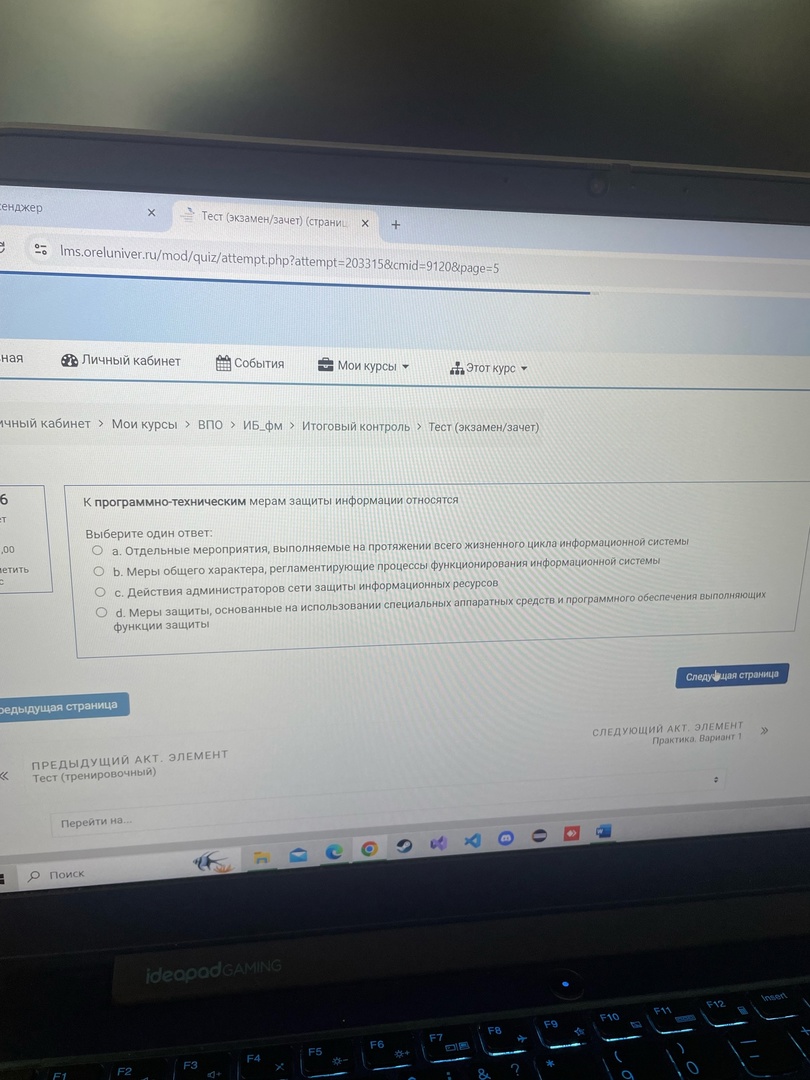 сенджер
Тест (экзамен/зачет) (страниц
lms.oreluniver.ru/mod/quiz/attempt.php?attempt=203315&cmid=9120&page=5
ная Личный кабинет События Мои курсы Этот курс
ичный кабинет > Мои курсы > ВПО > ИБ_фм > Итоговый контроль > Тест (экзамен/зачет)
6
ет
,00
метить
с
К программно-техническим мерам защиты информации относятся
Выберите один ответ:
a. Отдельные мероприятия, выполняемые на протяжении всего жизненного цикла информационной системы
b. Меры общего характера, регламентирующие процессы функционирования информационной системы
c. Действия администраторов сети защиты информационных ресурсов
d. Меры защиты, основанные на использовании специальных аппаратных средств и программного обеспечения выполняющих
функции защиты
Следующая страница
редыдущая страница
ПРЕДЫДУЩИЙ АКТ. ЭЛЕМЕНТ
Тест (тренировочный)
СЛЕДУЮЩИЙ АКТ. ЭЛЕМЕНТ
Практика. Вариант 1
Перейти на...
Поиск
ideapad GAMING
F1 F2 F3 F4 F5 F6 F7 F8 F9 F10 F11 F12 Insert
& ? * ( 9 ) 0